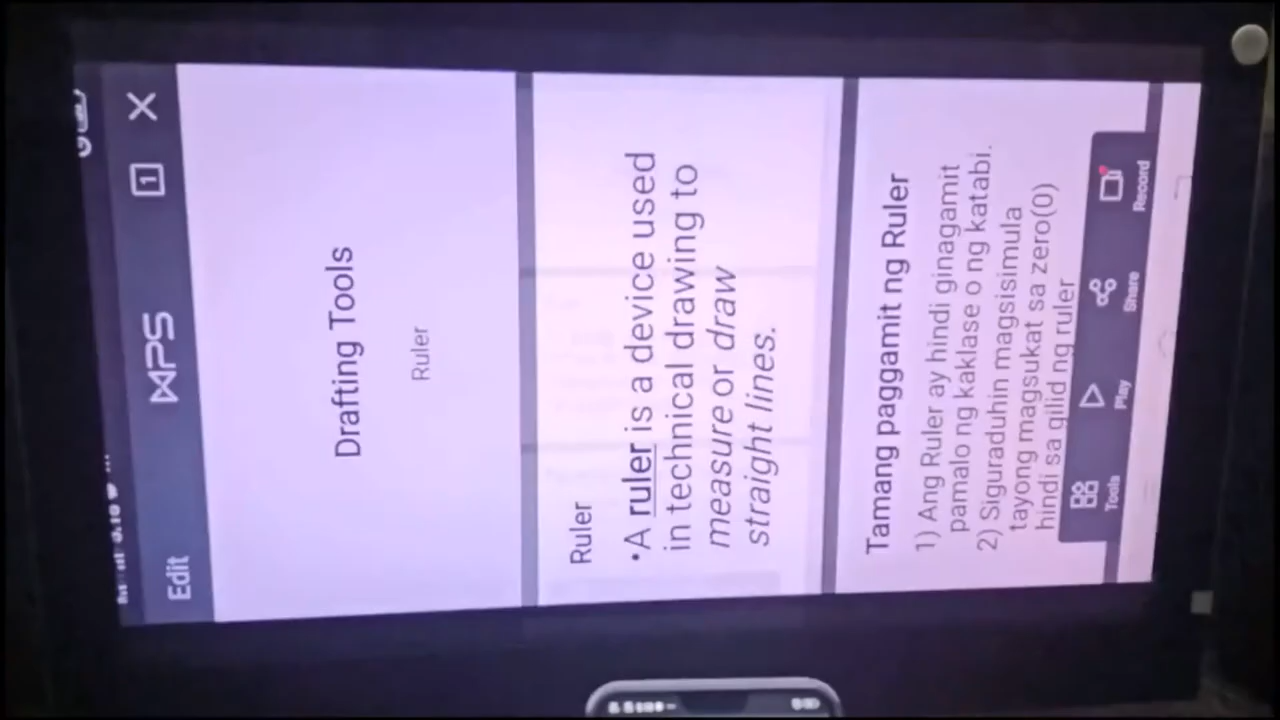 Edit
WPS
1
Drafting Tools
Ruler
Ruler
•A ruler is a device used
in technical drawing to
measure or draw
straight lines.
Tamang paggamit ng Ruler
1) Ang Ruler ay hindi ginagamit
pamalo ng kaklase o ng katabi.
2) Siguraduhin magsisimula
tayong magsukat sa zero(0)
hindi sa gilid ng ruler
Tools
Play
Share
Record